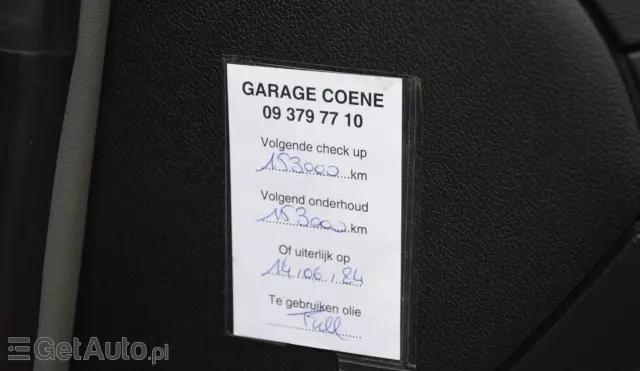 GARAGE COENE
09 379 77 10
Volgende check up
153000 km
Volgend onderhoud
153000 km
Of uiterlijk op
14/06/24
Te gebruiken olie
Full
GetAuto.pl